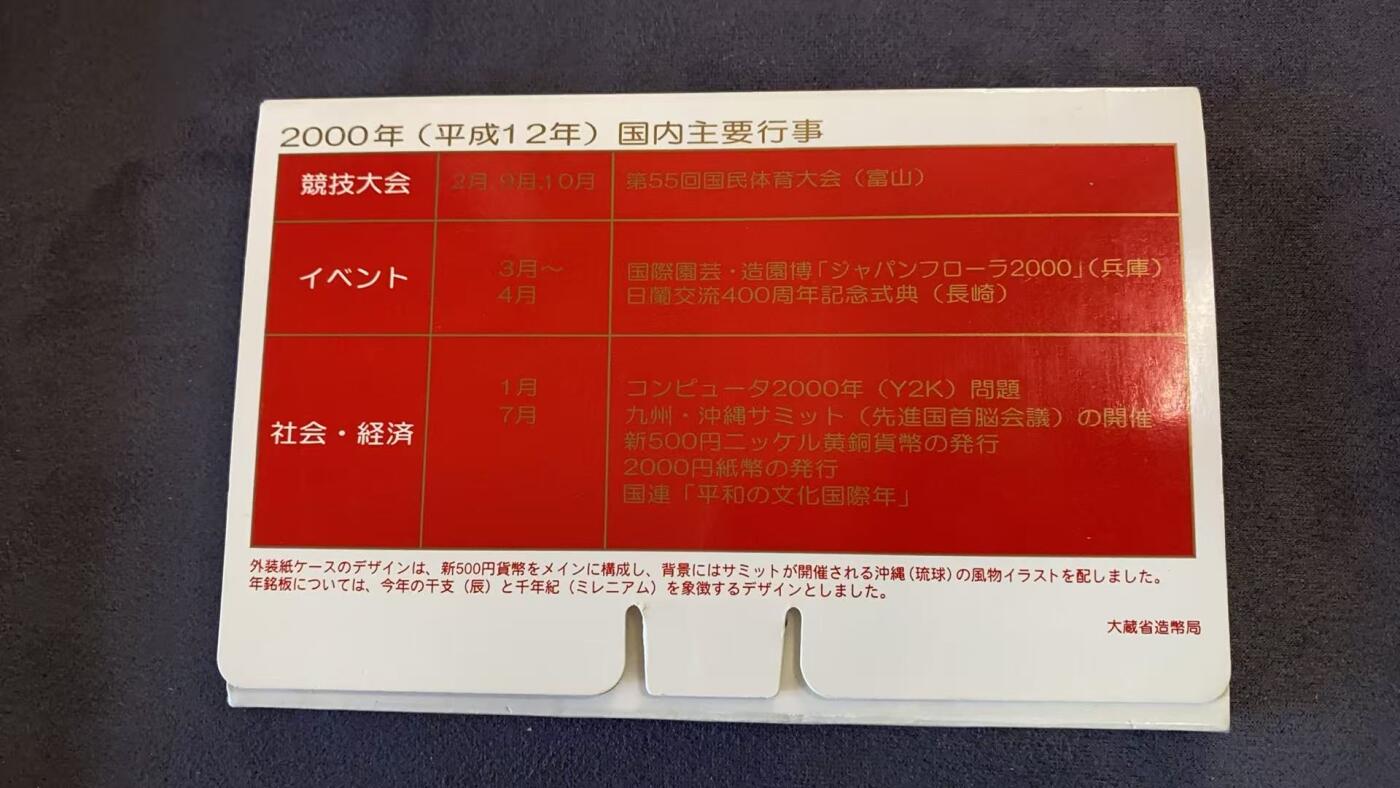 2000年（平成12年）国内主要行事
競技大会 2月,9月,10月 第55回国民体育大会（富山）
イベント
3月～ 国際園芸・造園博「ジャパンフローラ2000」（兵庫）
4月 日蘭交流400周年記念式典（長崎）
社会・経済
1月 コンピュータ2000年（Y2K）問題
7月 九州・沖縄サミット（先進国首脳会議）の開催
新500円ニッケル黄銅貨幣の発行
2000円紙幣の発行
国連「平和の文化国際年」
外装紙ケースのデザインは、新500円貨幣をメインに構成し、背景にはサミットが開催される沖縄（琉球）の風物イラストを配しました。
年銘板については、今年の干支（辰）と千年紀（ミレニアム）を象徴するデザインとしました。
大蔵省造幣局